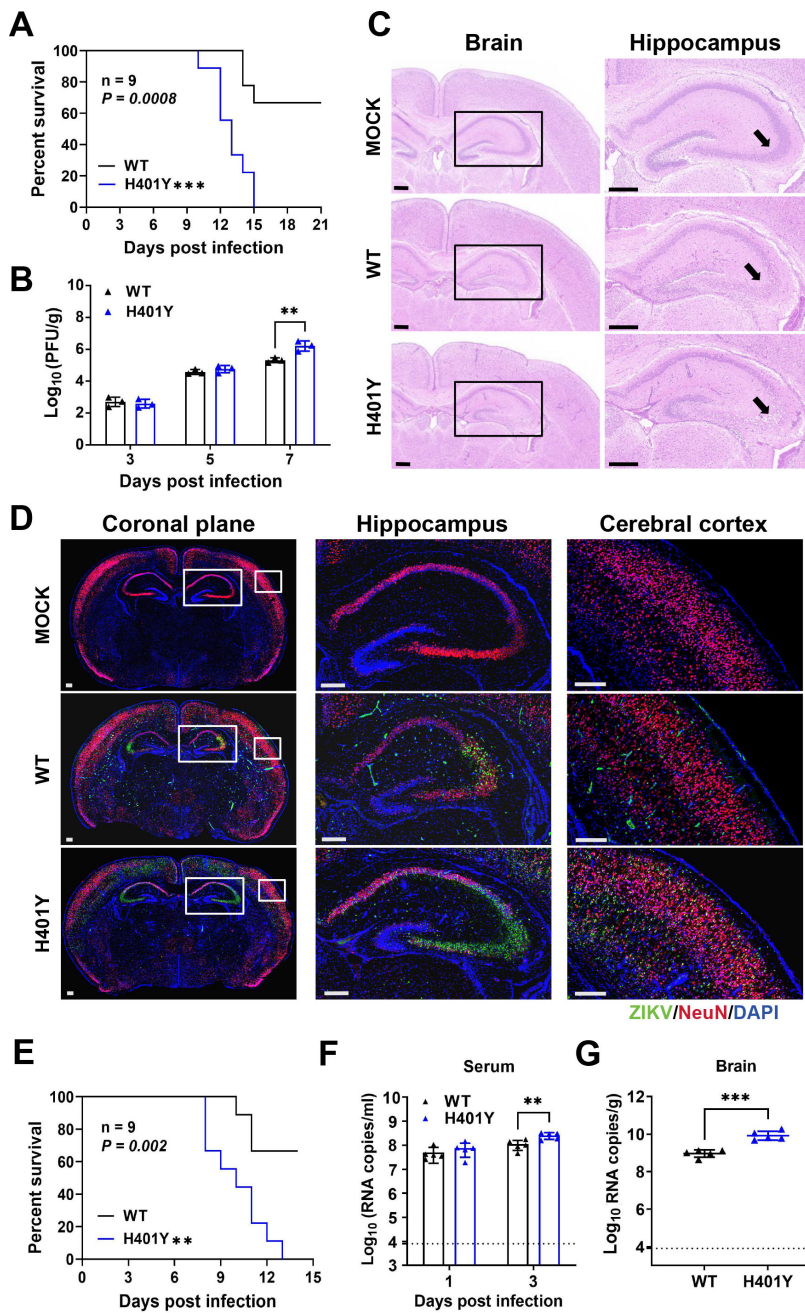 A
Percent survival
100
80
60
40
20
0
n = 9
P = 0.0008
WT
H401Y ***
0 3 6 9 12 15 18 21
Days post infection
B
Log10 (PFU/g)
10
8
6
4
2
0
WT
H401Y
**
3 5 7
Days post infection
C
Brain Hippocampus
MOCK
WT
H401Y
D
Coronal plane Hippocampus Cerebral cortex
MOCK
WT
H401Y
ZIKV/NeuN/DAPI
E
Percent survival
100
80
60
40
20
0
n = 9
P = 0.002
WT
H401Y **
0 3 6 9 12 15
Days post infection
F
Serum
Log10 (RNA copies/ml)
10
9
8
7
6
5
4
3
WT
H401Y
**
1 3
Days post infection
G
Brain
Log10 RNA copies/g)
12
10
8
6
4
4
***
WT H401Y